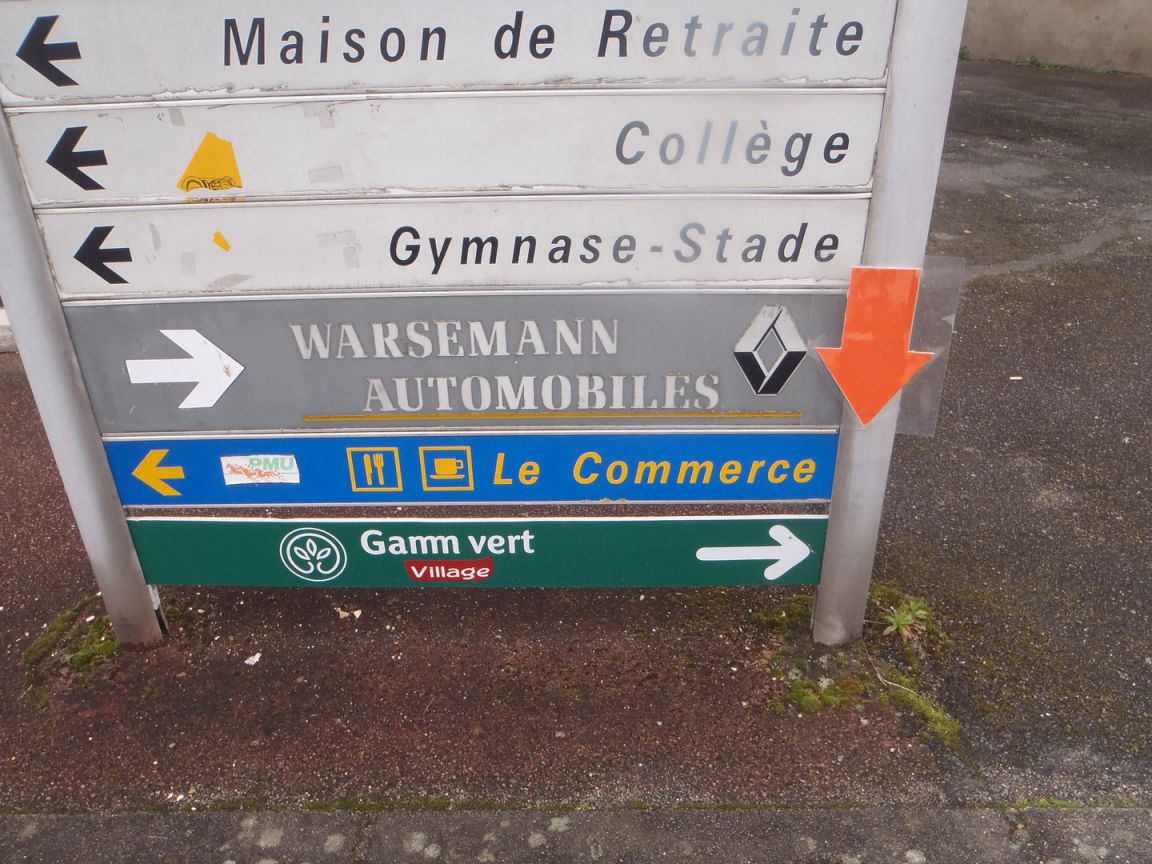 Maison de Retraite
Collège
Gymnase-Stade
WARSEMANN
AUTOMOBILES
PMU
Le Commerce
Gamm vert
Village